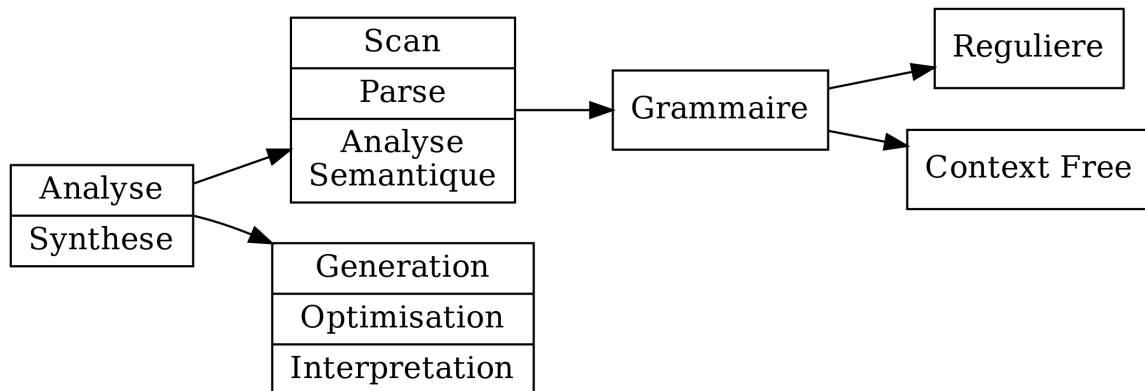 Analyse
Synthese
Scan
Parse
Analyse
Semantique
Generation
Optimisation
Interpretation
Grammaire
Reguliere
Context Free